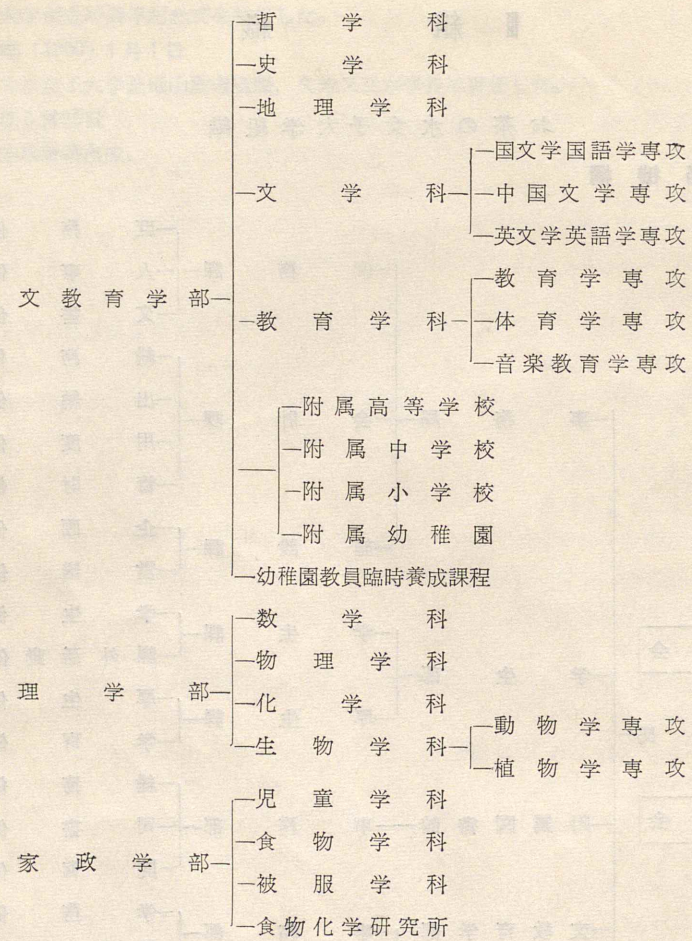 哲学科
史学科
地理学科
国文学国語学専攻
文学科
中国文学専攻
英文学英語学専攻
教育学専攻
文教育学部
教育学科
体育学専攻
音楽教育学専攻
附属高等学校
附属中学校
附属小学校
附属幼稚園
幼稚園教員臨時養成課程
数学科
物理学科
理学部
化学科
動物学専攻
生物学科
植物学専攻
児童学科
食物学科
家政学部
被服学科
食物化学研究所